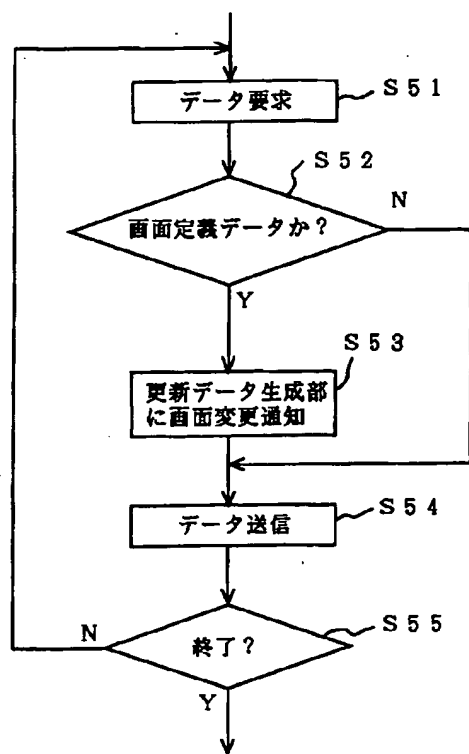 データ要求
S51
S52
画面定義データか?
N
Y
S53
更新データ生成部
に画面変更通知
データ送信
S54
S55
終了?
N
Y